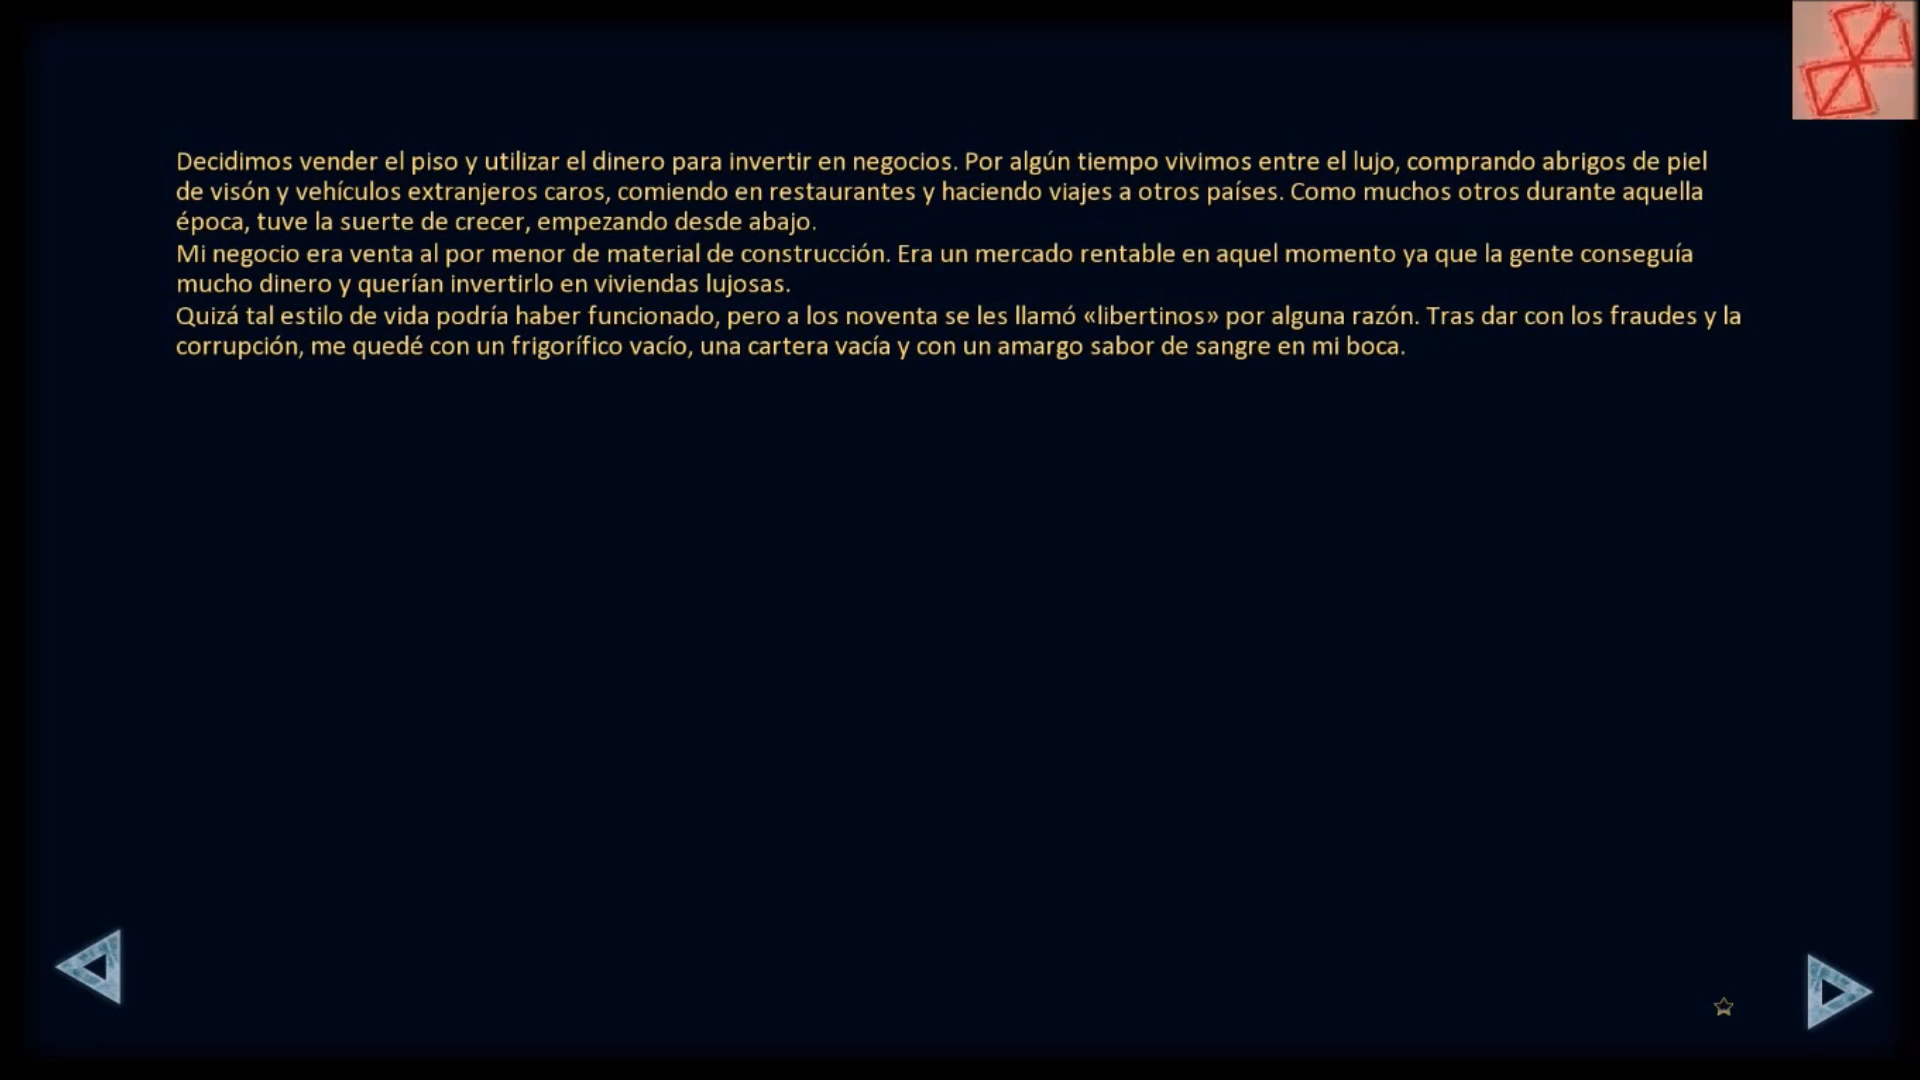 Decidimos vender el piso y utilizar el dinero para invertir en negocios. Por algún tiempo vivimos entre el lujo, comprando abrigos de piel
de visón y vehículos extranjeros caros, comiendo en restaurantes y haciendo viajes a otros países. Como muchos otros durante aquella
época, tuve la suerte de crecer, empezando desde abajo.
Mi negocio era venta al por menor de material de construcción. Era un mercado rentable en aquel momento ya que la gente conseguía
mucho dinero y querían invertirlo en viviendas lujosas.
Quizá tal estilo de vida podría haber funcionado, pero a los noventa se les llamó «libertinos» por alguna razón. Tras dar con los fraudes y la
corrupción, me quedé con un frigorífico vacío, una cartera vacía y con un amargo sabor de sangre en mi boca.